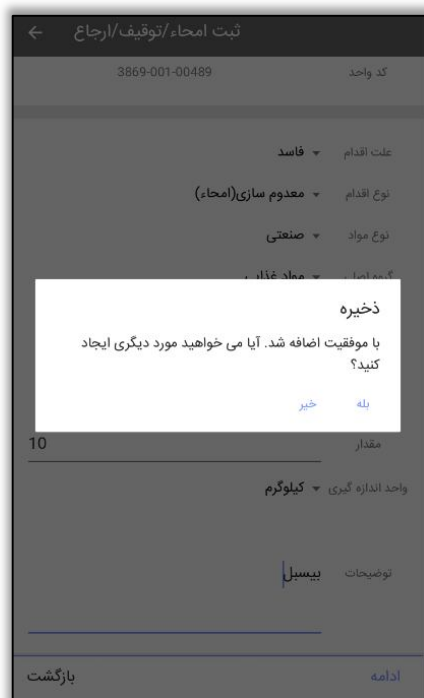 ثبت امحاء/توقیف/ارجاع
کد واحد 3869-001-00489
علت اقدام فاسد
نوع اقدام معدوم سازی(امحاء)
نوع مواد صنعتی
گروه اصلی مواد غذایی
ذخیره
با موفقیت اضافه شد. آیا می خواهید مورد دیگری ایجاد
کنید؟
بله خیر
مقدار 10
واحد اندازه گیری کیلوگرم
توضیحات بیسبل
ادامه بازگشت